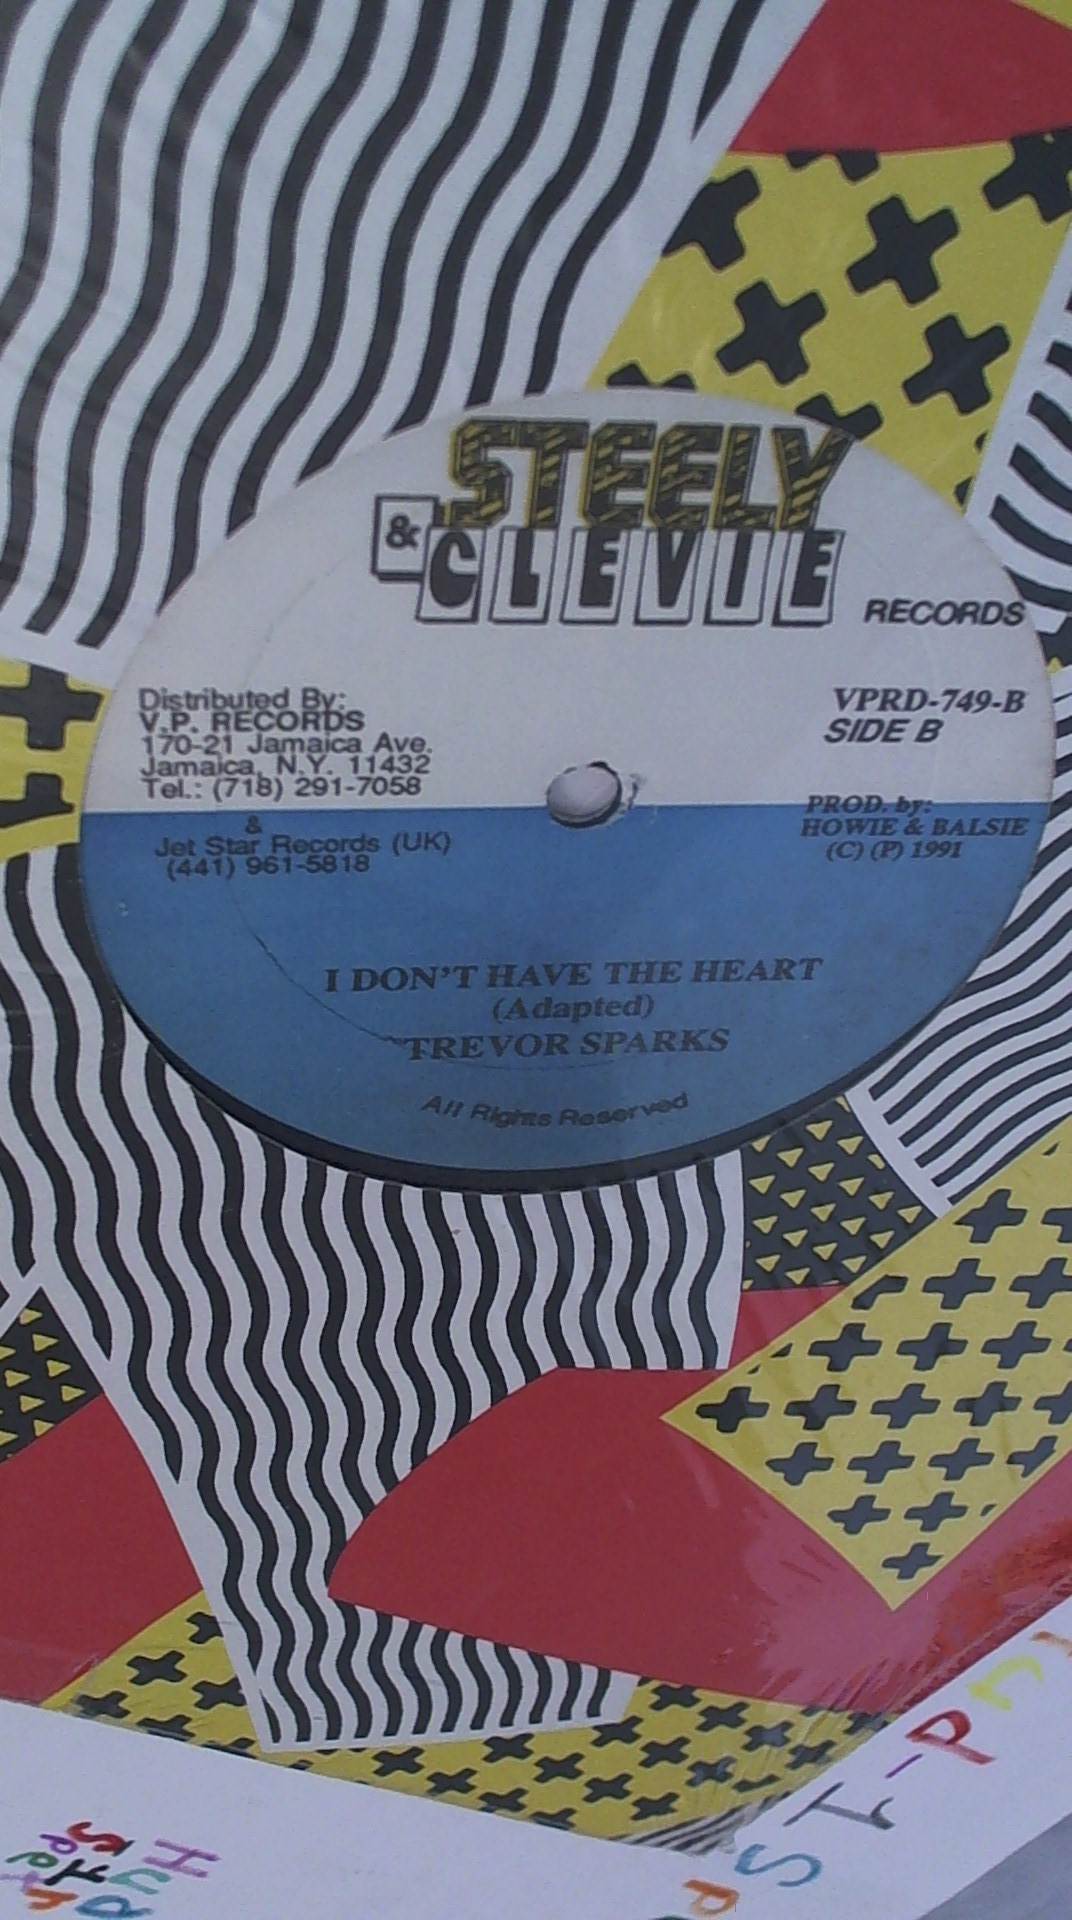 STEELY
& CLEVIE
RECORDS
Distributed By:
V.P. RECORDS
170-21 Jamaica Ave.
Jamaica, N.Y. 11432
Tel.: (718) 291-7058
&
Jet Star Records (UK)
(441) 961-5818
VPRD-749-B
SIDE B
PROD. by:
HOWIE & BALSIE
(C) (P) 1991
I DON'T HAVE THE HEART
(Adapted)
TREVOR SPARKS
All Rights Reserved